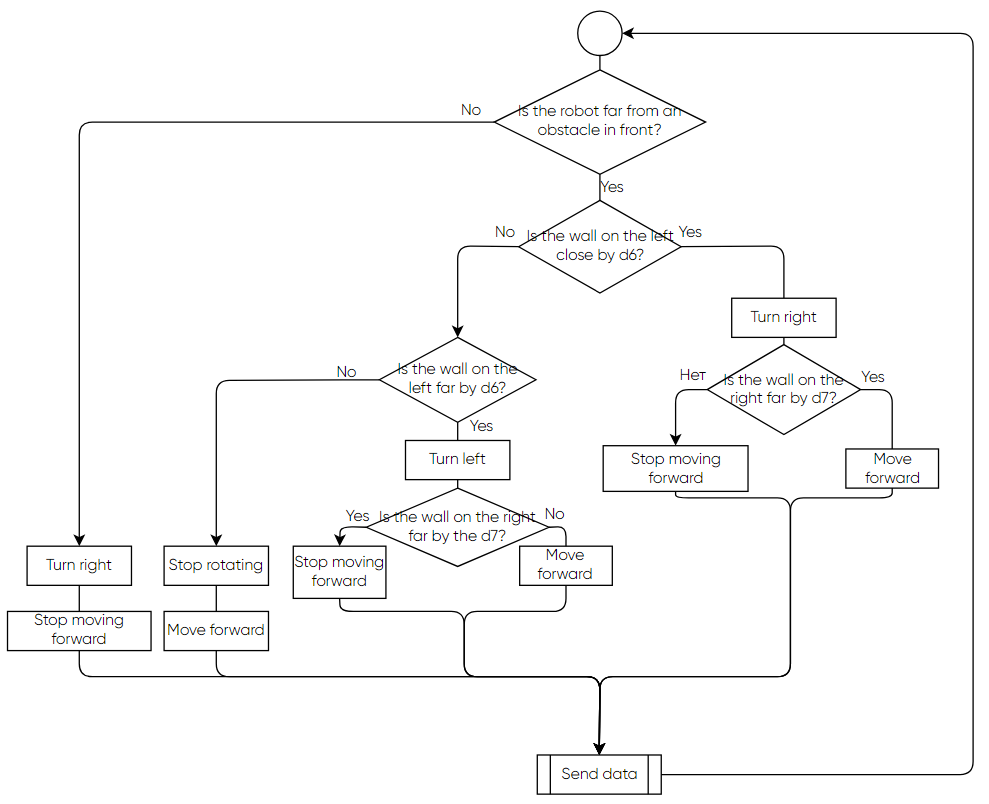 No
Is the robot far from an
obstacle in front?
Yes
No
Is the wall on the left
close by d6?
Yes
Turn right
No
Is the wall on the
left far by d6?
Нет
Is the wall on the
right far by d7?
Yes
Yes
Turn left
Stop moving
forward
Move
forward
Yes
Is the wall on the right
far by the d7?
No
Turn right
Stop rotating
Stop moving
forward
Move
forward
Stop moving
forward
Move forward
Send data